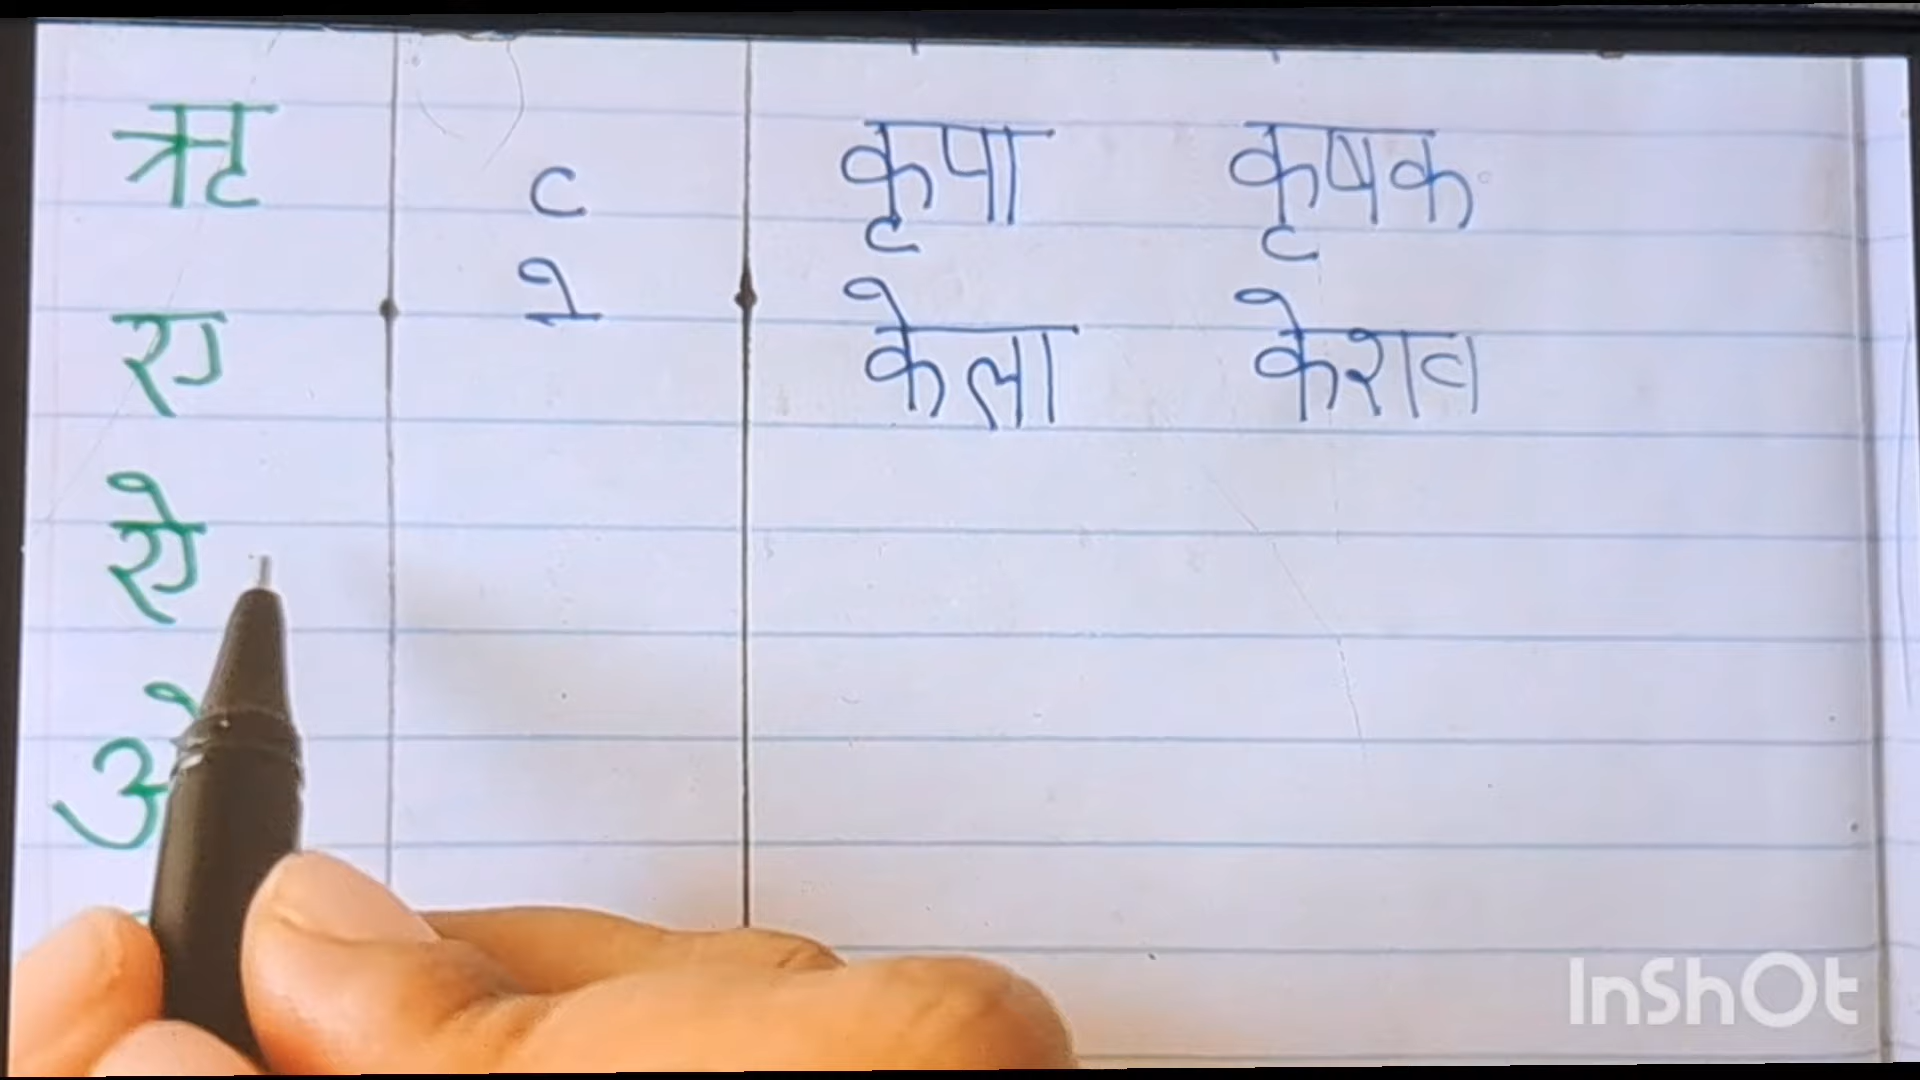 ऋ ृ कृपा कृषक
ए े केला केशव
ऐ
InShOt